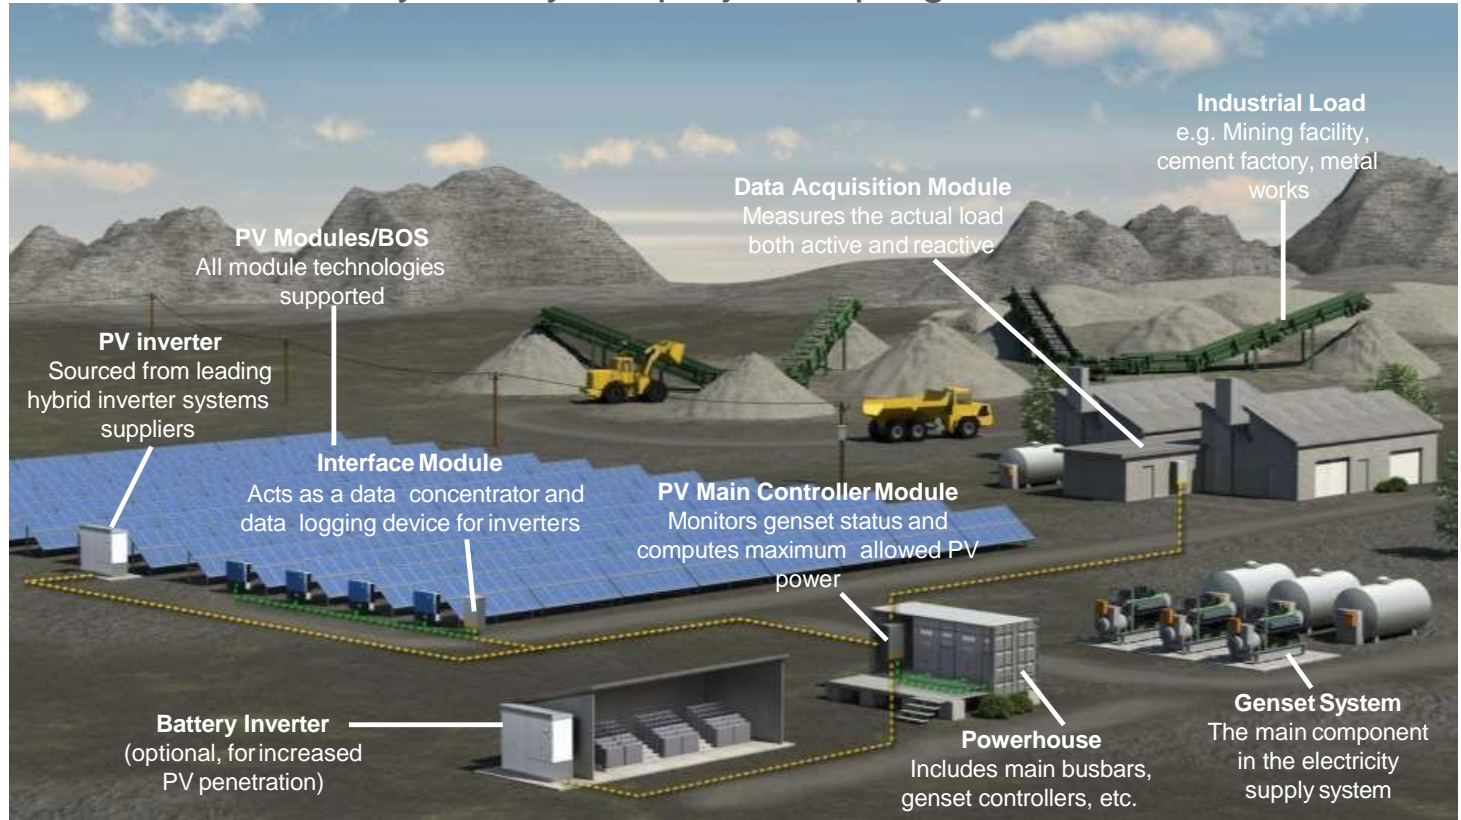 Industrial Load
e.g. Mining facility,
cement factory, metal
works
Data Acquisition Module
Measures the actual load
both active and reactive
PV Modules/BOS
All module technologies
supported
PV inverter
Sourced from leading
hybrid inverter systems
suppliers
Interface Module
Acts as a data concentrator and
data logging device for inverters
PV Main Controller Module
Monitors genset status and
computes maximum allowed PV
power
Battery Inverter
(optional, for increased
PV penetration)
Powerhouse
Includes main busbars,
genset controllers, etc.
Genset System
The main component
in the electricity
supply system